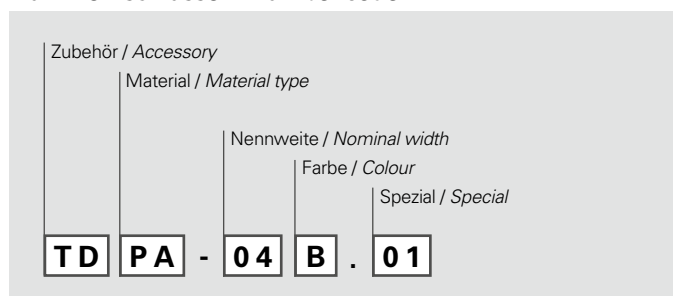 Zubehör / Accessory
Material / Material type
Nennweite / Nominal width
Farbe / Colour
Spezial / Special
TD PA - 04 B . 01